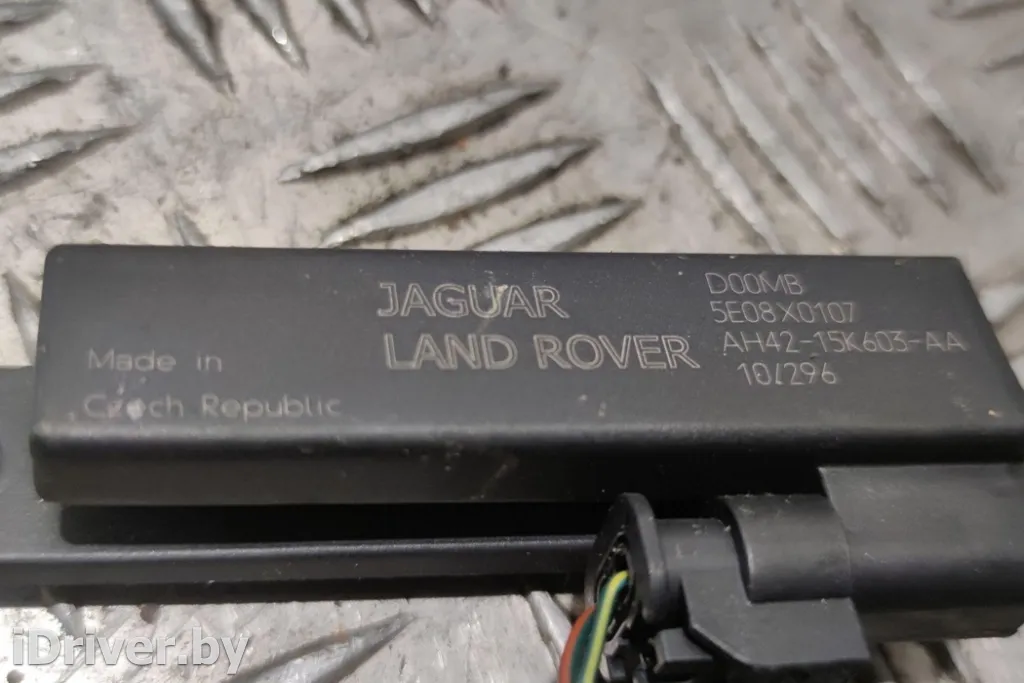 JAGUAR
LAND ROVER
Made in
Czech Republic
D00MB
5E08X0107
AH42-15K603-AA
10/296
iDriver.by